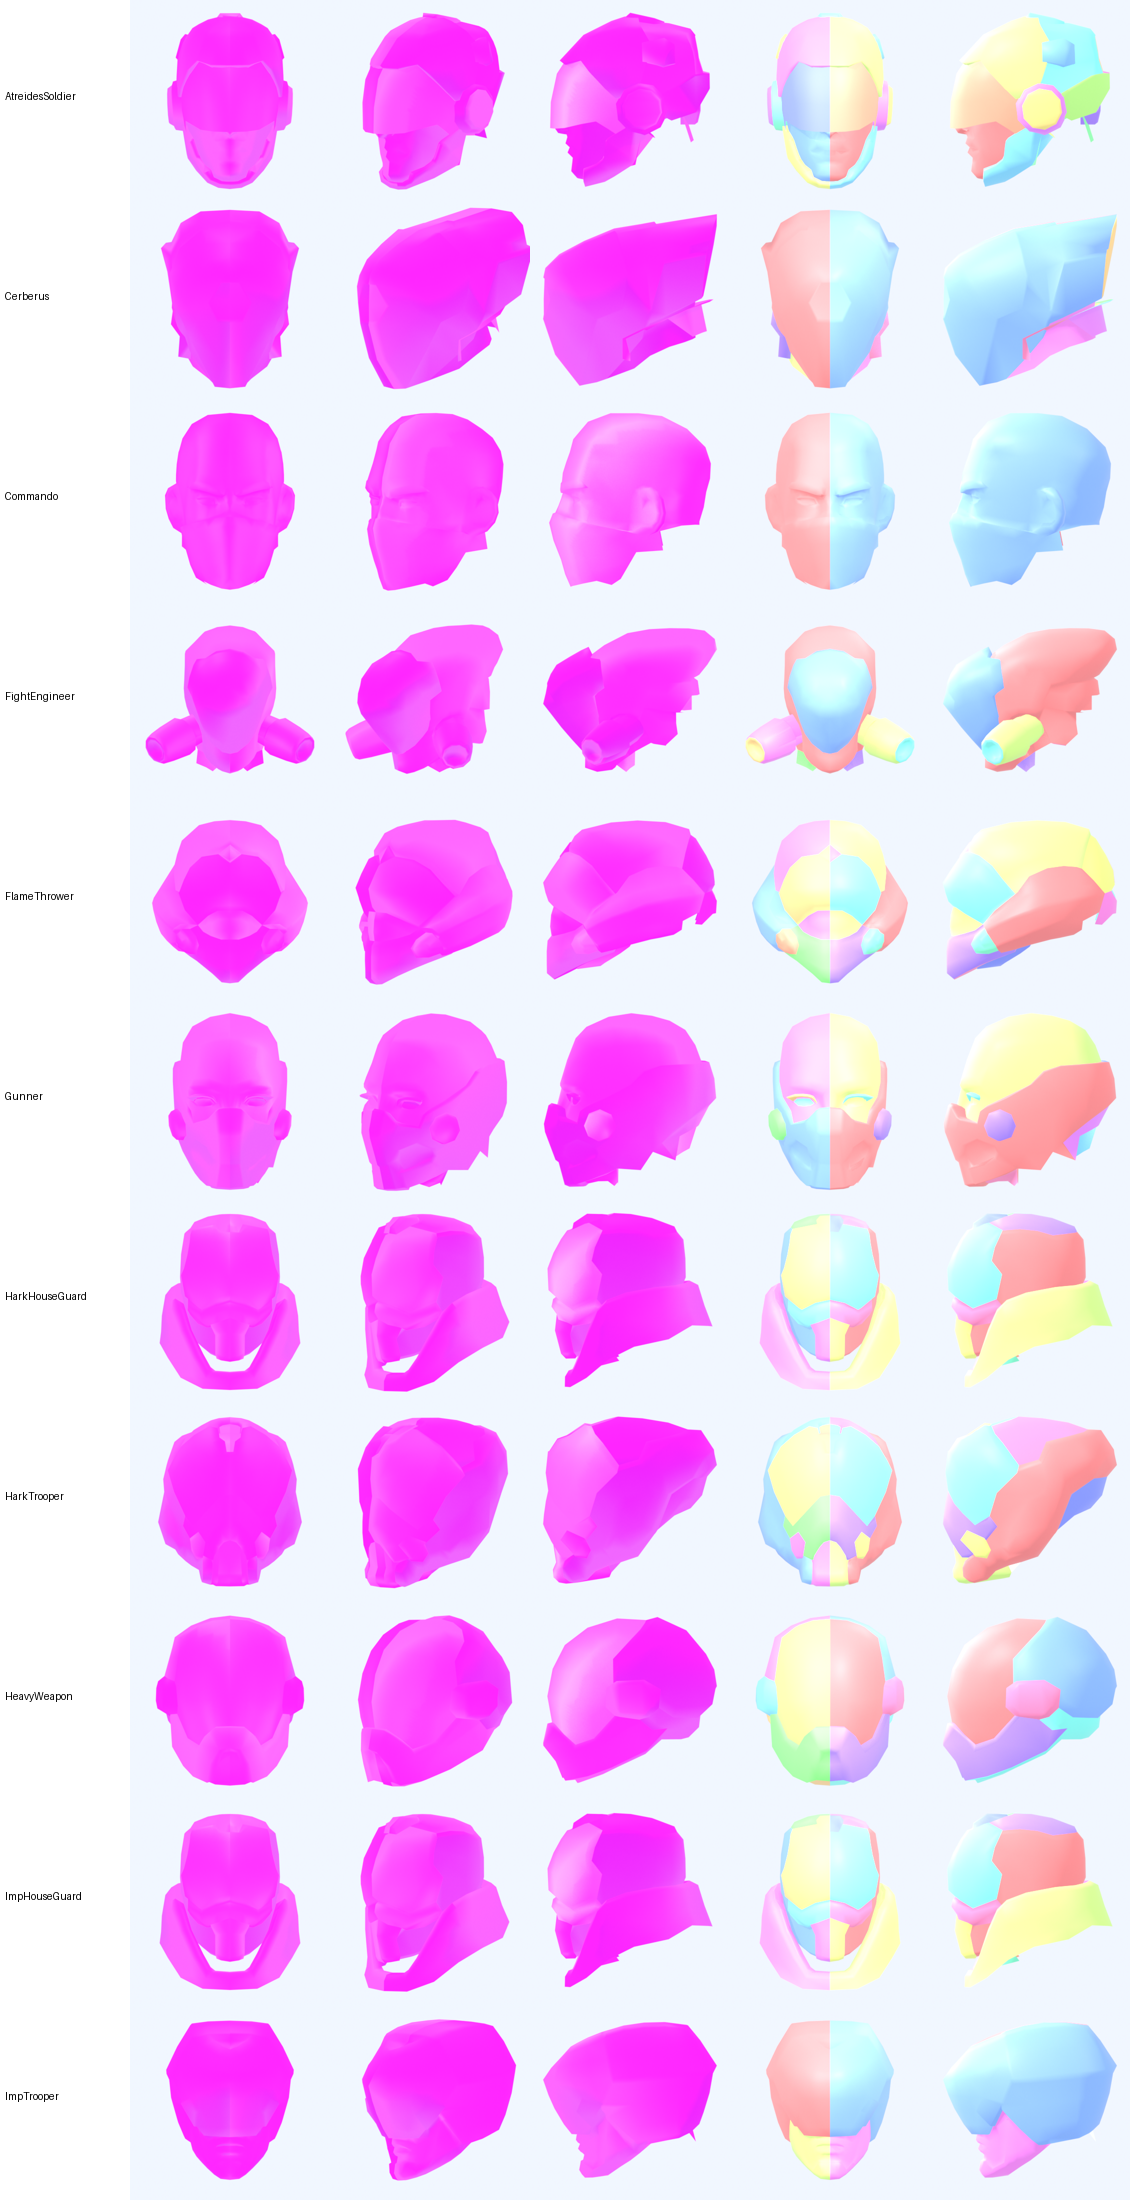 AtreidesSoldier
Cerberus
Commando
FightEngineer
FlameThrower
Gunner
HarkHouseGuard
HarkTrooper
HeavyWeapon
ImpHouseGuard
ImpTrooper